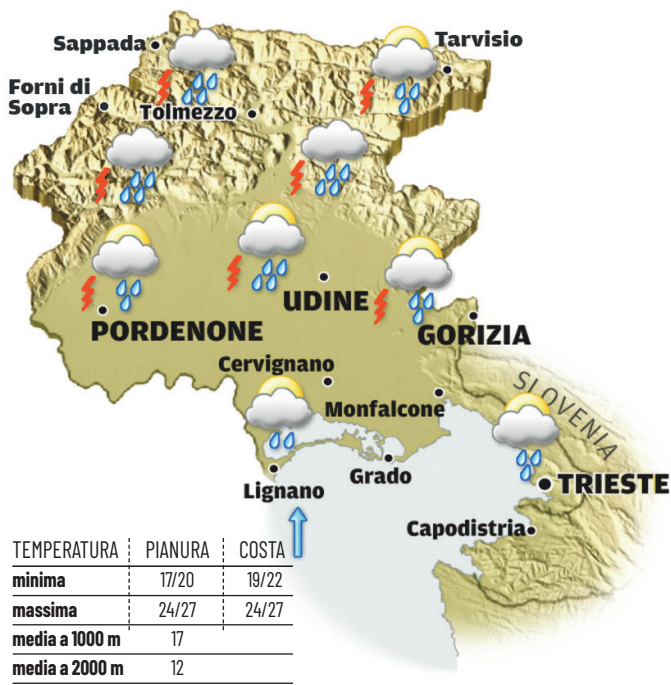 Sappada
Tarvisio
Forni di
Sopra
Tolmezzo
UDINE
PORDENONE
GORIZIA
Cervignano
SLOVENIA
Monfalcone
Grado
Lignano
TRIESTE
Capodistria
TEMPERATURA PIANURA COSTA
minima 17/20 19/22
massima 24/27 24/27
media a 1000 m 17
media a 2000 m 12